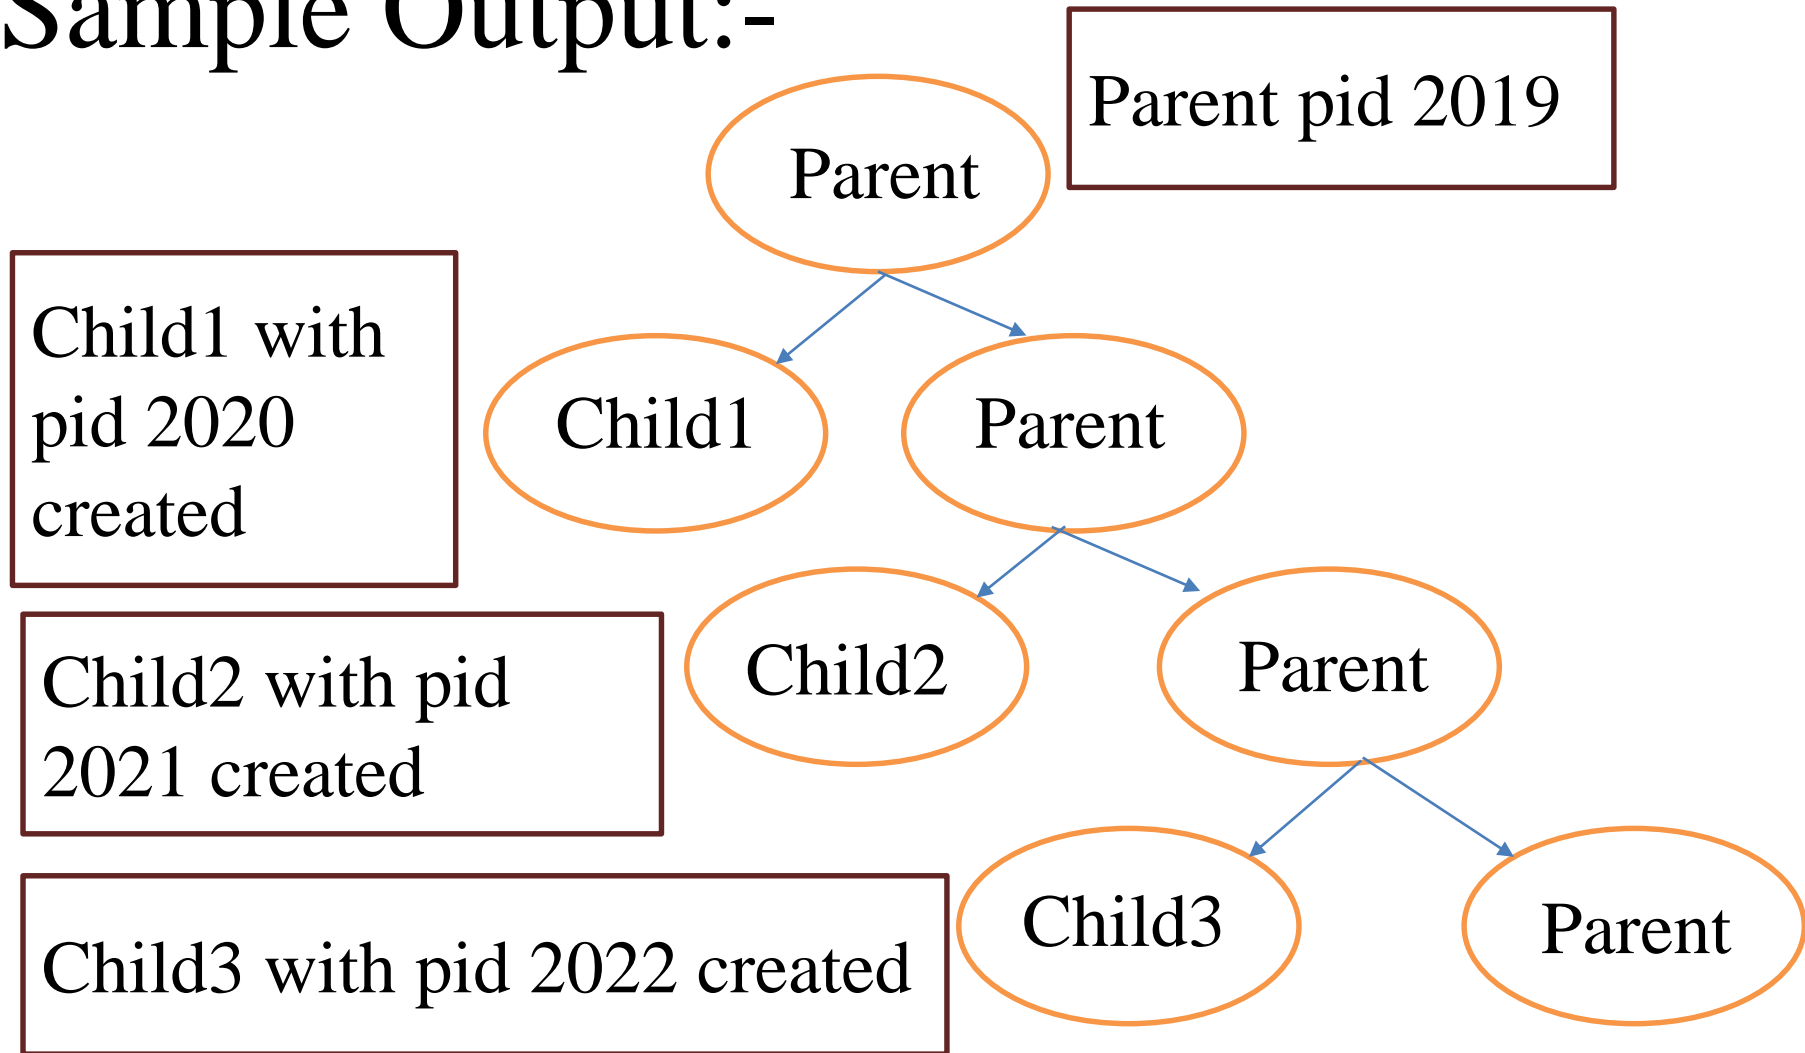 Sample Output:-
Parent pid 2019
Parent
Child1 with
pid 2020
created
Child1
Parent
Child2 with pid
2021 created
Child2
Parent
Child3 with pid 2022 created
Child3
Parent